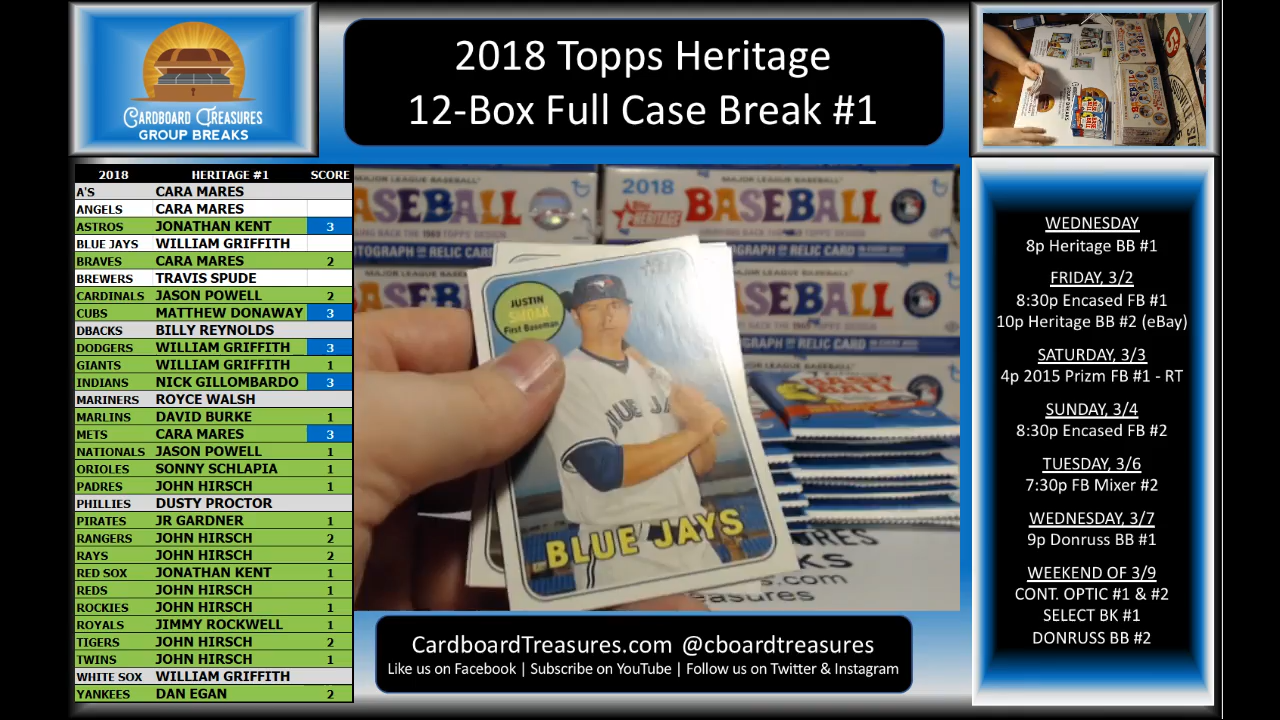 CARDBOARD TREASURES
GROUP BREAKS
2018 Topps Heritage
12-Box Full Case Break #1
2018 HERITAGE #1 SCORE
A'S CARA MARES
ANGELS CARA MARES
ASTROS JONATHAN KENT 3
BLUE JAYS WILLIAM GRIFFITH
BRAVES CARA MARES 2
BREWERS TRAVIS SPUDE
CARDINALS JASON POWELL 2
CUBS MATTHEW DONAWAY 3
DBACKS BILLY REYNOLDS
DODGERS WILLIAM GRIFFITH 3
GIANTS WILLIAM GRIFFITH 1
INDIANS NICK GILLOMBARDO 3
MARINERS ROYCE WALSH
MARLINS DAVID BURKE 1
METS CARA MARES 3
NATIONALS JASON POWELL 1
ORIOLES SONNY SCHLAPIA 1
PADRES JOHN HIRSCH 1
PHILLIES DUSTY PROCTOR
PIRATES JR GARDNER 1
RANGERS JOHN HIRSCH 2
RAYS JOHN HIRSCH 2
RED SOX JONATHAN KENT 1
REDS JOHN HIRSCH 1
ROCKIES JOHN HIRSCH 1
ROYALS JIMMY ROCKWELL 1
TIGERS JOHN HIRSCH 2
TWINS JOHN HIRSCH 1
WHITE SOX WILLIAM GRIFFITH
YANKEES DAN EGAN 2
MAJOR LEAGUE BASEBALL
2018
HERITAGE
BASEBALL
RELIC CARD
JUSTIN
SMOAK
First Baseman
BLUE JAYS
CardboardTreasures.com @cboardtreasures
Like us on Facebook | Subscribe on YouTube | Follow us on Twitter & Instagram
WEDNESDAY
8p Heritage BB #1
FRIDAY, 3/2
8:30p Encased FB #1
10p Heritage BB #2 (eBay)
SATURDAY, 3/3
4p 2015 Prizm FB #1 - RT
SUNDAY, 3/4
8:30p Encased FB #2
TUESDAY, 3/6
7:30p FB Mixer #2
WEDNESDAY, 3/7
9p Donruss BB #1
WEEKEND OF 3/9
CONT. OPTIC #1 & #2
SELECT BK #1
DONRUSS BB #2